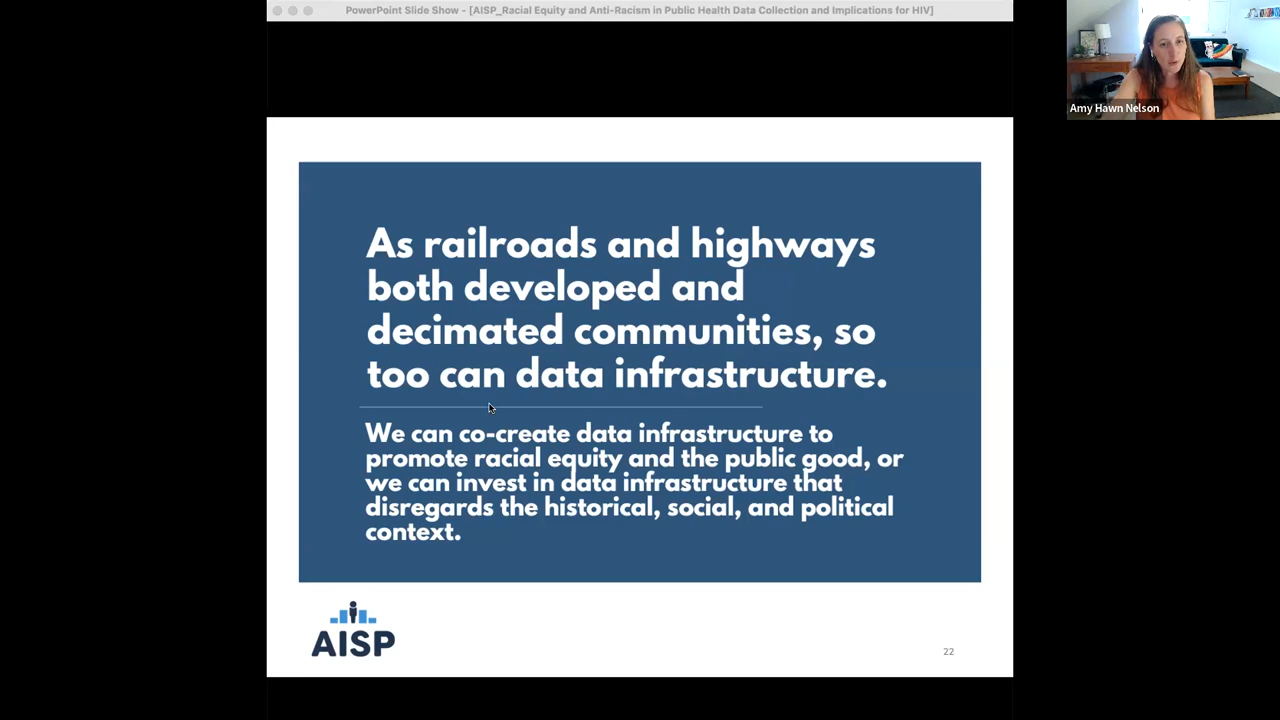 PowerPoint Slide Show - [AISP_Racial Equity and Anti-Racism in Public Health Data Collection and Implications for HIV]
Amy Hawn Nelson
As railroads and highways
both developed and
decimated communities, so
too can data infrastructure.
We can co-create data infrastructure to
promote racial equity and the public good, or
we can invest in data infrastructure that
disregards the historical, social, and political
context.
AISP
22